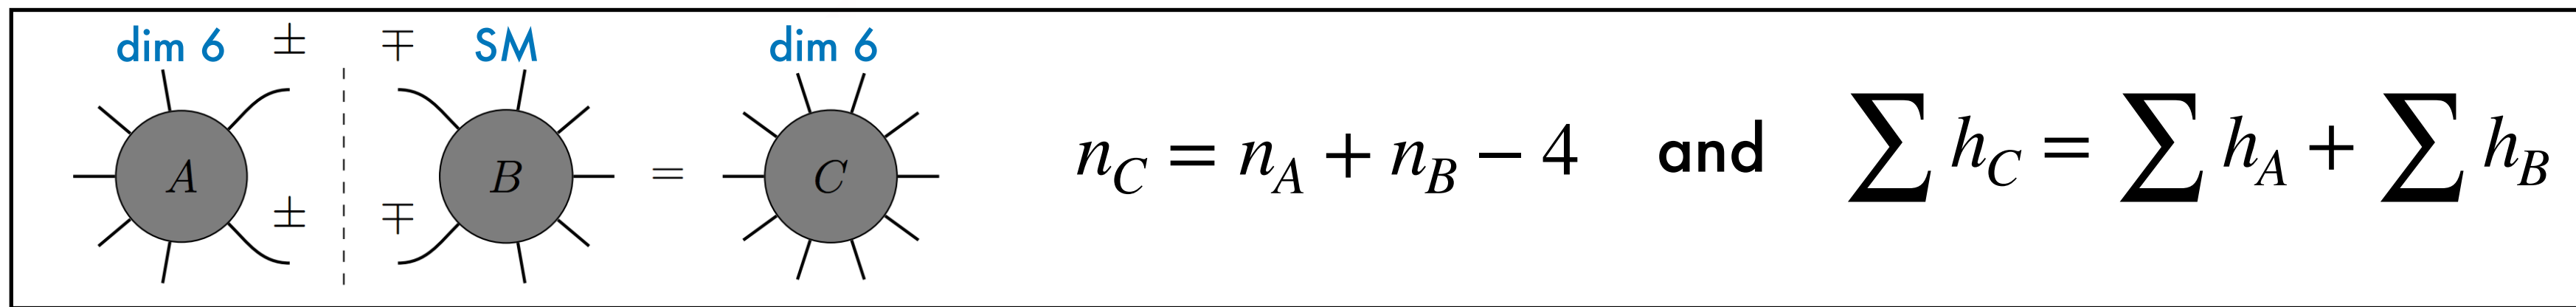 dim 6 ± ∓ SM dim 6
A B = C
± ∓
n_C = n_A + n_B − 4 and ∑ h_C = ∑ h_A + ∑ h_B